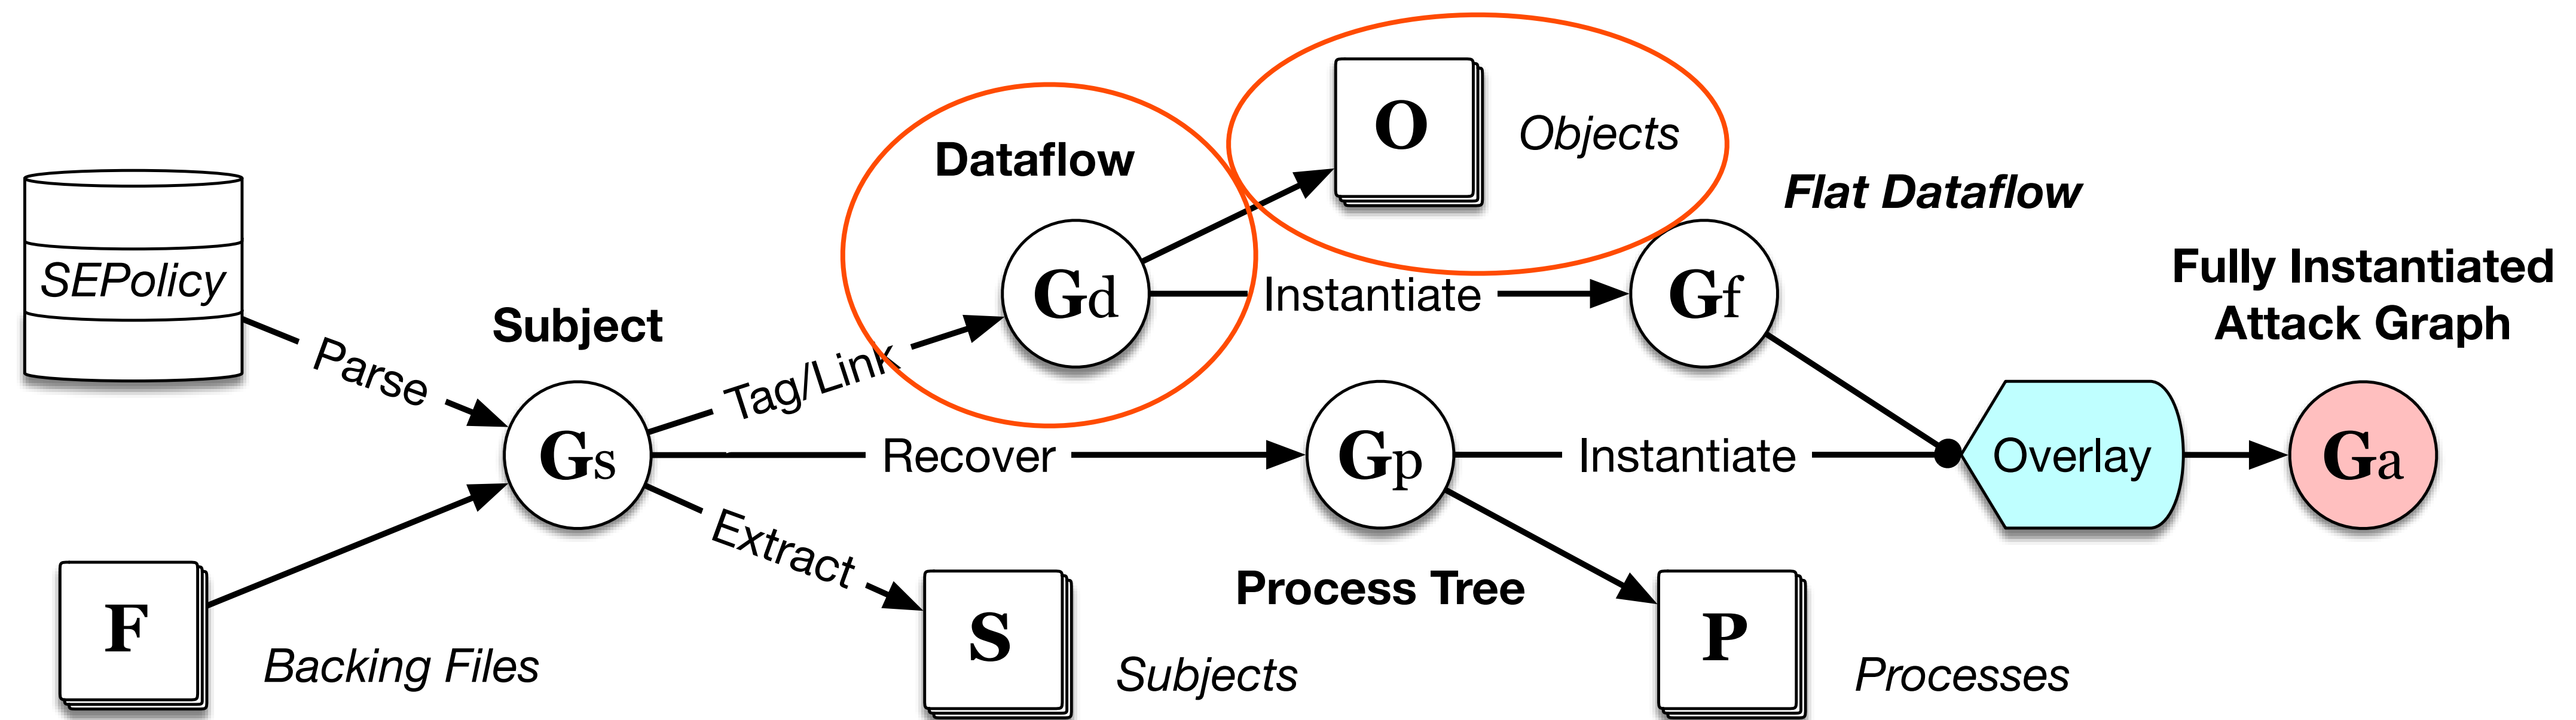 O
Objects
Dataflow
Flat Dataflow
SEPolicy
Gd
Instantiate
Gf
Fully Instantiated
Attack Graph
Subject
Parse
Tag/Link
Gs
Recover
Gp
Instantiate
Overlay
Ga
Extract
Process Tree
F
Backing Files
S
Subjects
P
Processes